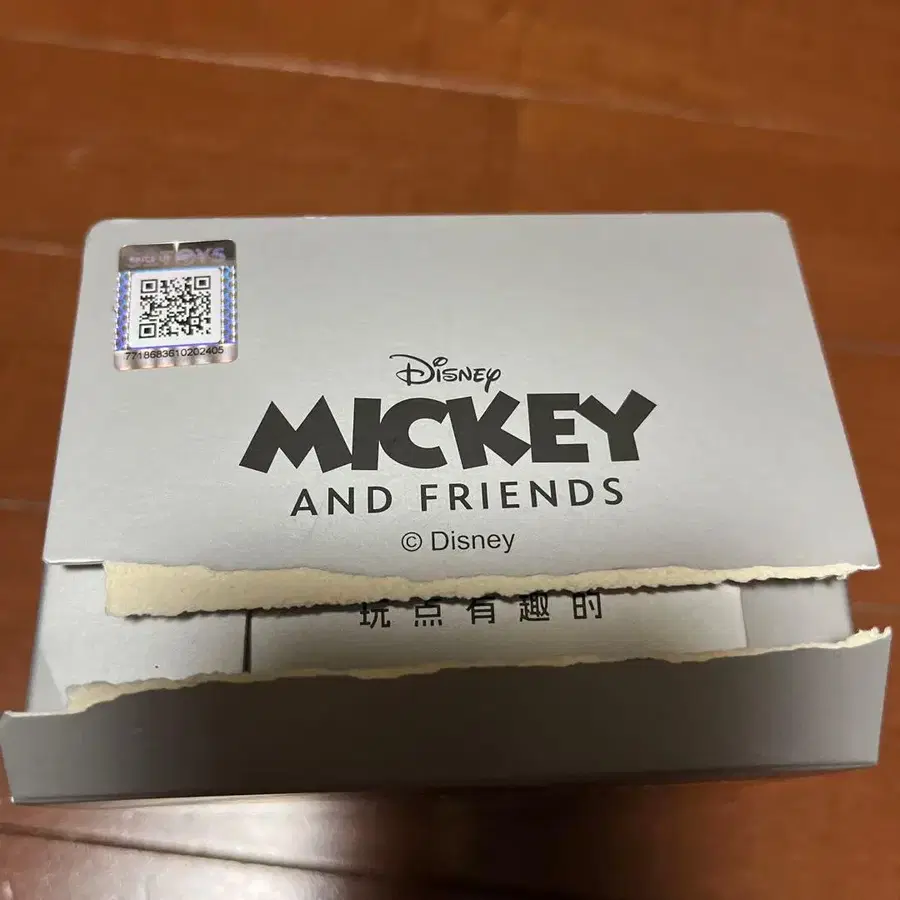 7718683610202405
Disney
MICKEY
AND FRIENDS
© Disney
玩点有趣的